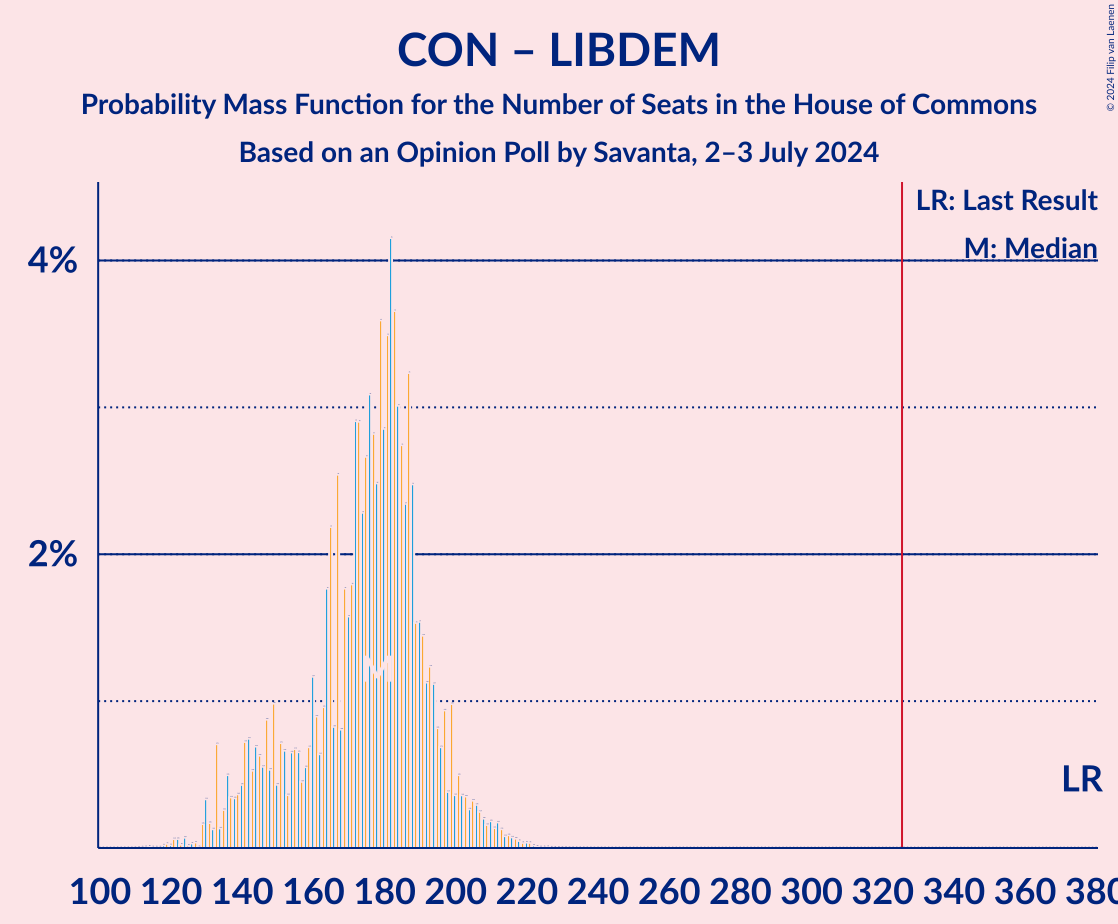 CON – LIBDEM
Probability Mass Function for the Number of Seats in the House of Commons
Based on an Opinion Poll by Savanta, 2–3 July 2024
© 2024 Filip van Laenen
LR: Last Result
M: Median
4%
2%
LR
100 120 140 160 180 200 220 240 260 280 300 320 340 360 380